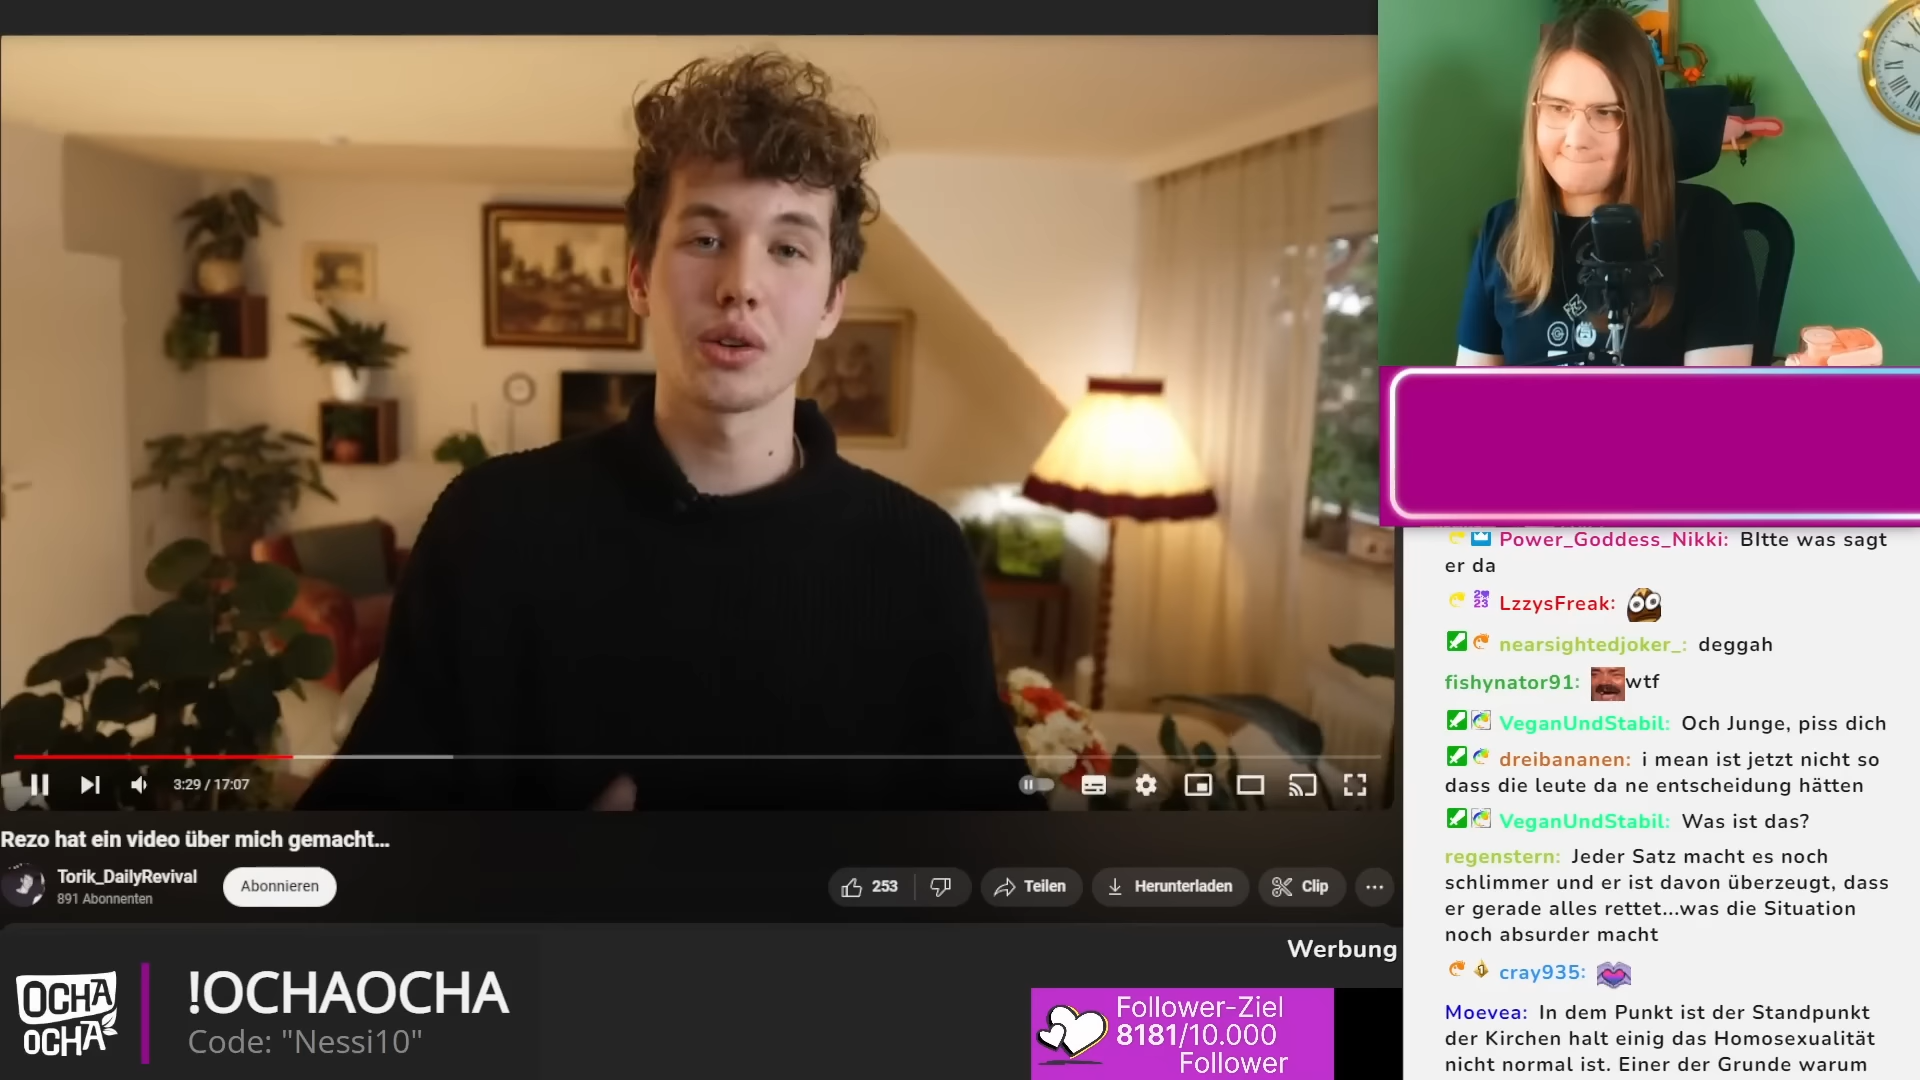 3:29 / 17:07
Rezo hat ein video über mich gemacht...
Torik_DailyRevival
891 Abonnenten
Abonnieren
253
Teilen
Herunterladen
Clip
Werbung
OCHA
OCHA
!OCHAOCHA
Code: "Nessi10"
Follower-Ziel
8181/10.000
Follower
Power_Goddess_Nikki: BItte was sagt
er da
LzzysFreak:
nearsightedjoker_: deggah
fishynator91: wtf
VeganUndStabil: Och Junge, piss dich
dreibananen: i mean ist jetzt nicht so
dass die leute da ne entscheidung hätten
VeganUndStabil: Was ist das?
regenstern: Jeder Satz macht es noch
schlimmer und er ist davon überzeugt, dass
er gerade alles rettet...was die Situation
noch absurder macht
cray935:
Moevea: In dem Punkt ist der Standpunkt
der Kirchen halt einig das Homosexualität
nicht normal ist. Einer der Grunde warum